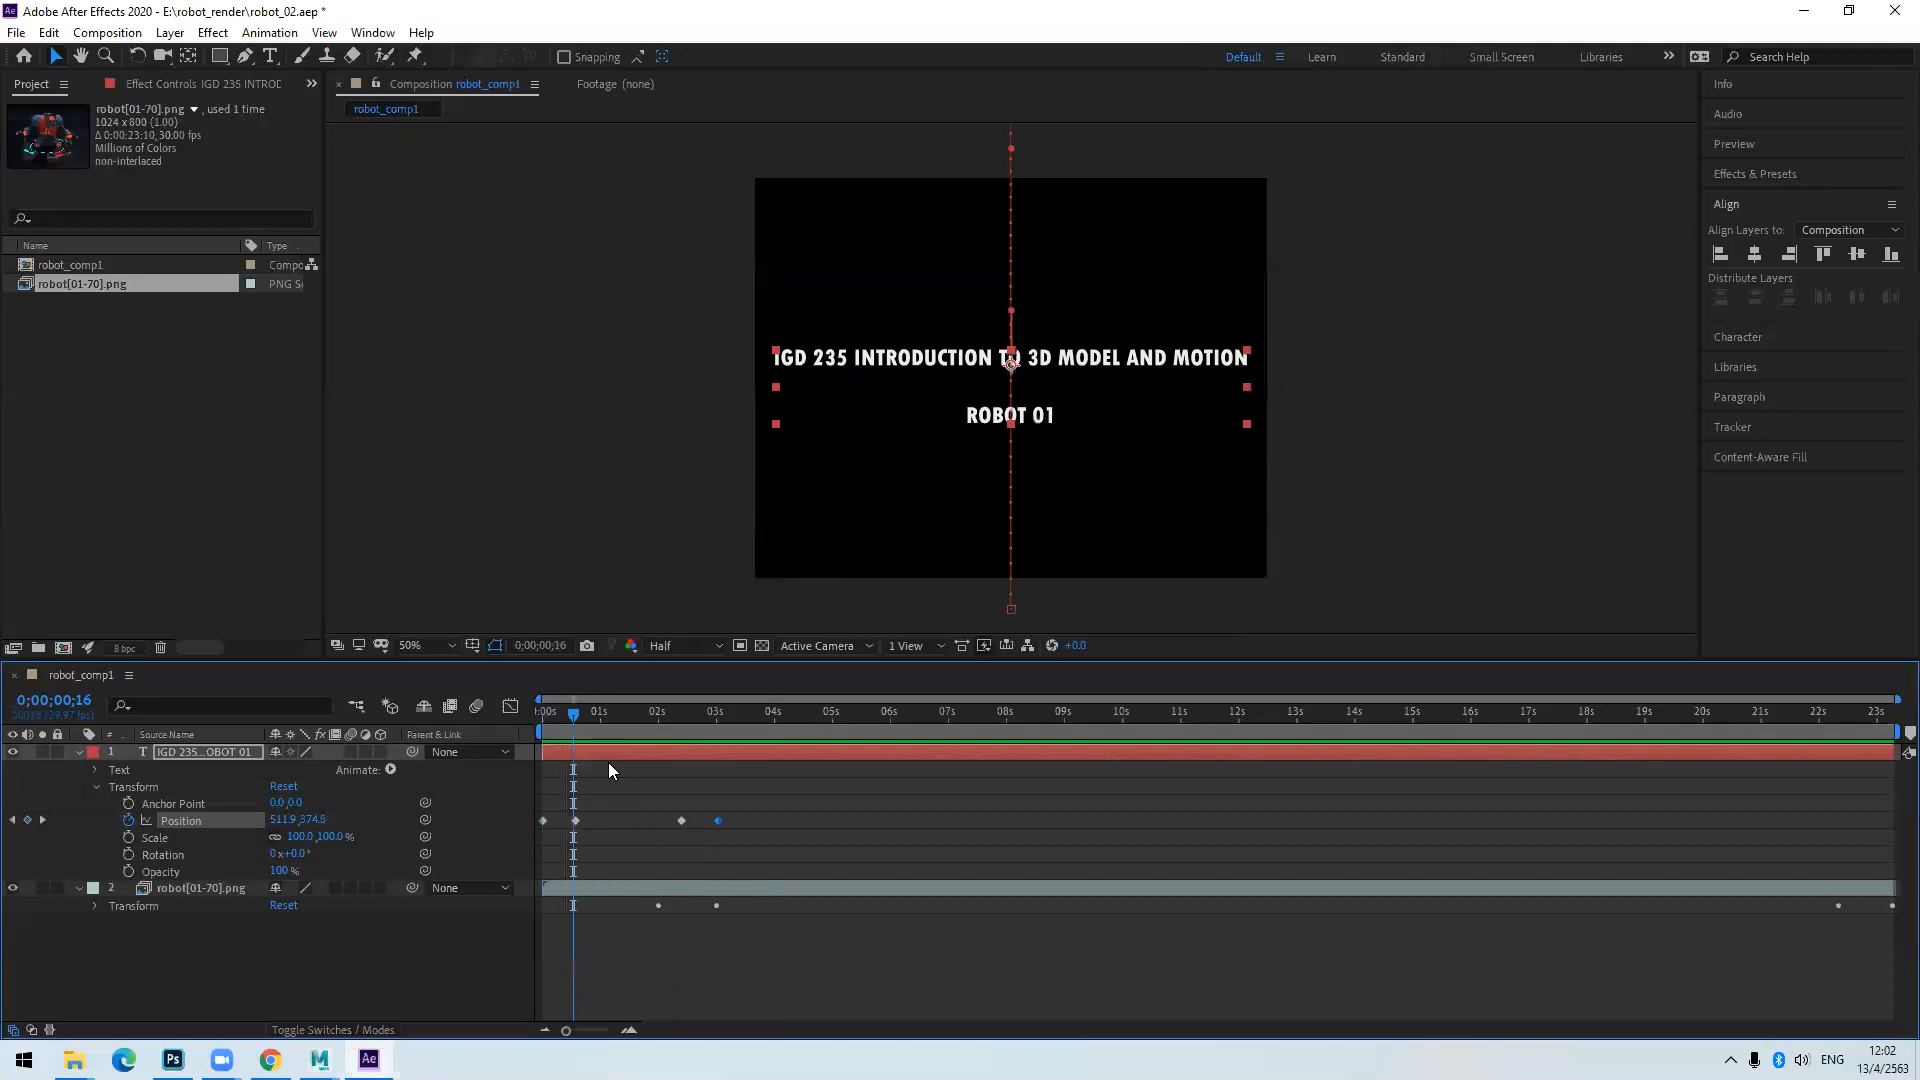 Adobe After Effects 2020 - E:\robot_render\robot_02.aep *
File Edit Composition Layer Effect Animation View Window Help
Snapping
Default Learn Standard Small Screen Libraries Search Help
Project Effect Controls IGD 235 INTROD
Composition robot_comp1 Footage (none)
robot[01-70].png , used 1 time
1024 x 800 (1.00)
Δ 0:00:23:10, 30.00 fps
Millions of Colors
non-interlaced
robot_comp1
Name Type
robot_comp1 Compo
robot[01-70].png PNG S
IGD 235 INTRODUCTION TO 3D MODEL AND MOTION
ROBOT 01
Info
Audio
Preview
Effects & Presets
Align
Align Layers to: Composition
Distribute Layers:
Character
Libraries
Paragraph
Tracker
Content-Aware Fill
8 bpc
50% 0;00;00;16 Half Active Camera 1 View +0.0
robot_comp1
0;00;00;16
(29.97 fps)
:00s 01s 02s 03s 04s 05s 06s 07s 08s 09s 10s 11s 12s 13s 14s 15s 16s 17s 18s 19s 20s 21s 22s 23s
# Source Name Parent & Link
1 T IGD 235...OBOT 01 None
Text Animate:
Transform Reset
Anchor Point 0.0,0.0
Position 511.9,374.5
Scale 100.0,100.0 %
Rotation 0x+0.0°
Opacity 100 %
2 robot[01-70].png None
Transform Reset
Toggle Switches / Modes
Ps M Ae
ENG
12:02
13/4/2563